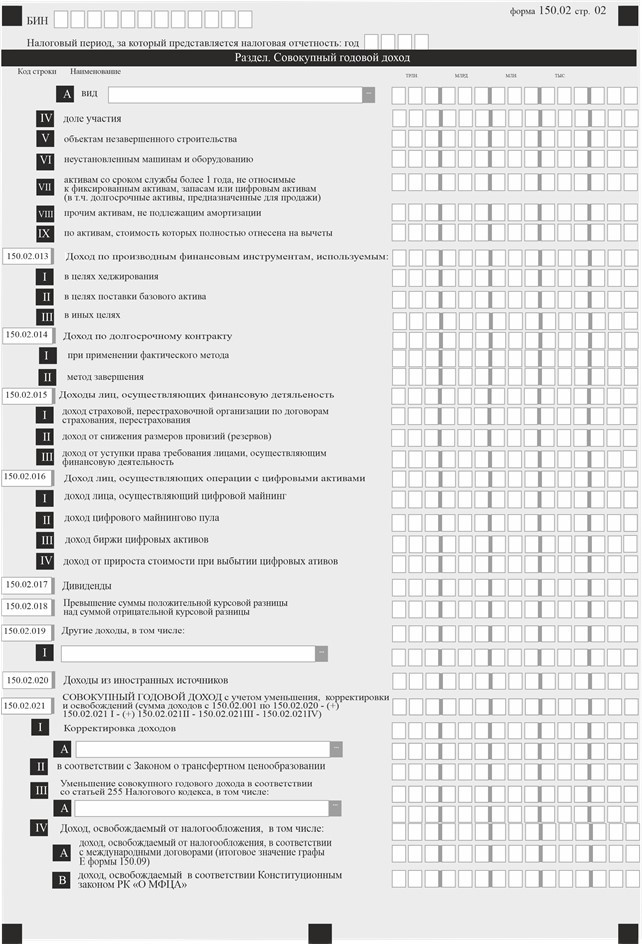 форма 150.02 стр. 02
БИН
Налоговый период, за который представляется налоговая отчетность: год
Раздел. Совокупный годовой доход
Код строки Наименование ТРЛН МЛРД МЛН ТЫС
A вид ...
IV доле участия
V объектам незавершенного строительства
VI неустановленным машинам и оборудованию
VII активам со сроком службы более 1 года, не относимые
к фиксированным активам, запасам или цифровым активам
(в т.ч. долгосрочные активы, предназначенные для продажи)
VIII прочим активам, не подлежащим амортизации
IX по активам, стоимость которых полностью отнесена на вычеты
150.02.013 Доход по производным финансовым инструментам, используемым:
I в целях хеджирования
II в целях поставки базового актива
III в иных целях
150.02.014 Доход по долгосрочному контракту
I при применении фактического метода
II метод завершения
150.02.015 Доходы лиц, осуществляющих финансовую детяльеность
I доход страховой, перестраховочной организации по договорам
страхования, перестрахования
II доход от снижения размеров провизий (резервов)
III доход от уступки права требования лицами, осуществляющим
финансовую деятельность
150.02.016 Доход лиц, осуществляющих операции с цифровыми активами
I доход лица, осуществляющий цифровой майнинг
II доход цифрового майнингово пула
III доход биржи цифровых активов
IV доход от прироста стоимости при выбытии цифровых ативов
150.02.017 Дивиденды
150.02.018 Превышение суммы положительной курсовой разницы
над суммой отрицательной курсовой разницы
150.02.019 Другие доходы, в том числе:
I ...
150.02.020 Доходы из иностранных источников
150.02.021 СОВОКУПНЫЙ ГОДОВОЙ ДОХОД с учетом уменьшения, корректировки
и освобождений (сумма доходов с 150.02.001 по 150.02.020 - (+)
150.02.021 I - (+) 150.02.021II - 150.02.021III - 150.02.021IV)
I Корректировка доходов
A ...
II в соответствии с Законом о трансфертном ценообразовании
III Уменьшение совокупного годового дохода в соответствии
со статьей 255 Налогового кодекса, в том числе:
A ...
IV Доход, освобождаемый от налогообложения, в том числе:
A доход, освобождаемый от налогообложения, в соответствии
с международными договорами (итоговое значение графы
E формы 150.09)
B доход, освобождаемый в соответствии Конституционным
законом РК «О МФЦА»